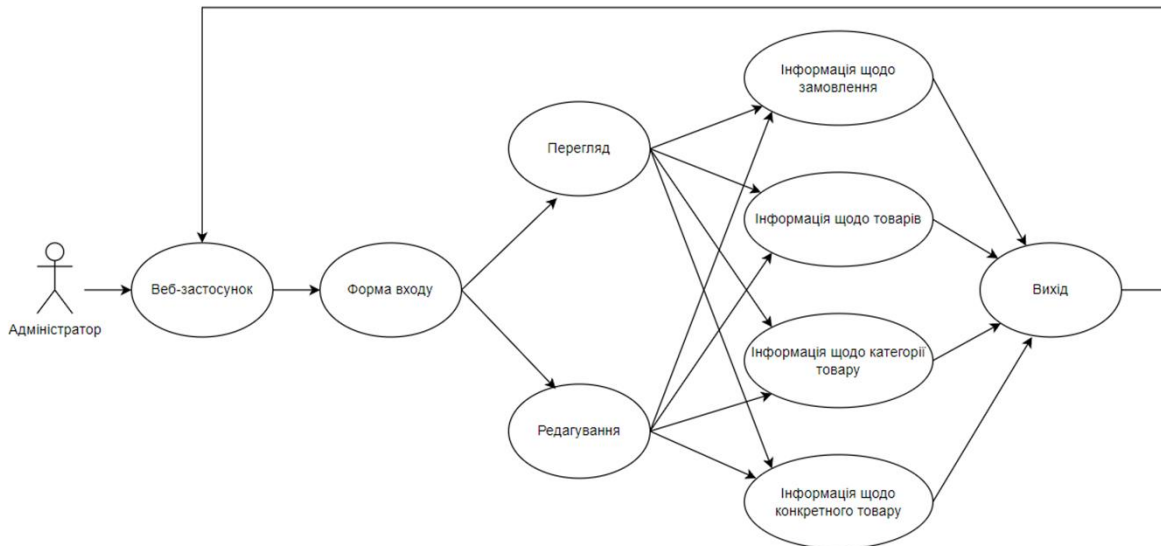 Інформація щодо
замовлення
Перегляд
Інформація щодо товарів
Адміністратор
Веб-застосунок
Форма входу
Вихід
Інформація щодо категорії
товару
Редагування
Інформація щодо
конкретного товару